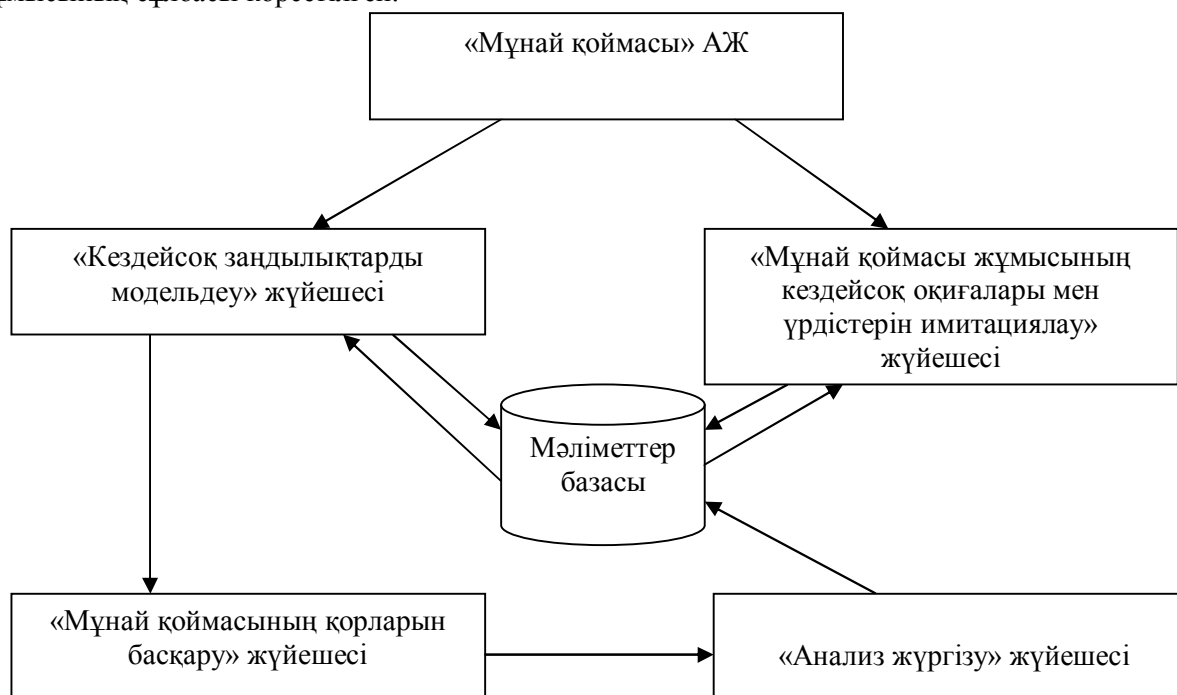 «Мұнай қоймасы» АЖ
«Кездейсоқ заңдылықтарды
модельдеу» жүйешесі
«Мұнай қоймасы жұмысының
кездейсоқ оқиғалары мен
үрдістерін имитациялау»
жүйешесі
Мәліметтер
базасы
«Мұнай қоймасының қорларын
басқару» жүйешесі
«Анализ жүргізу» жүйешесі